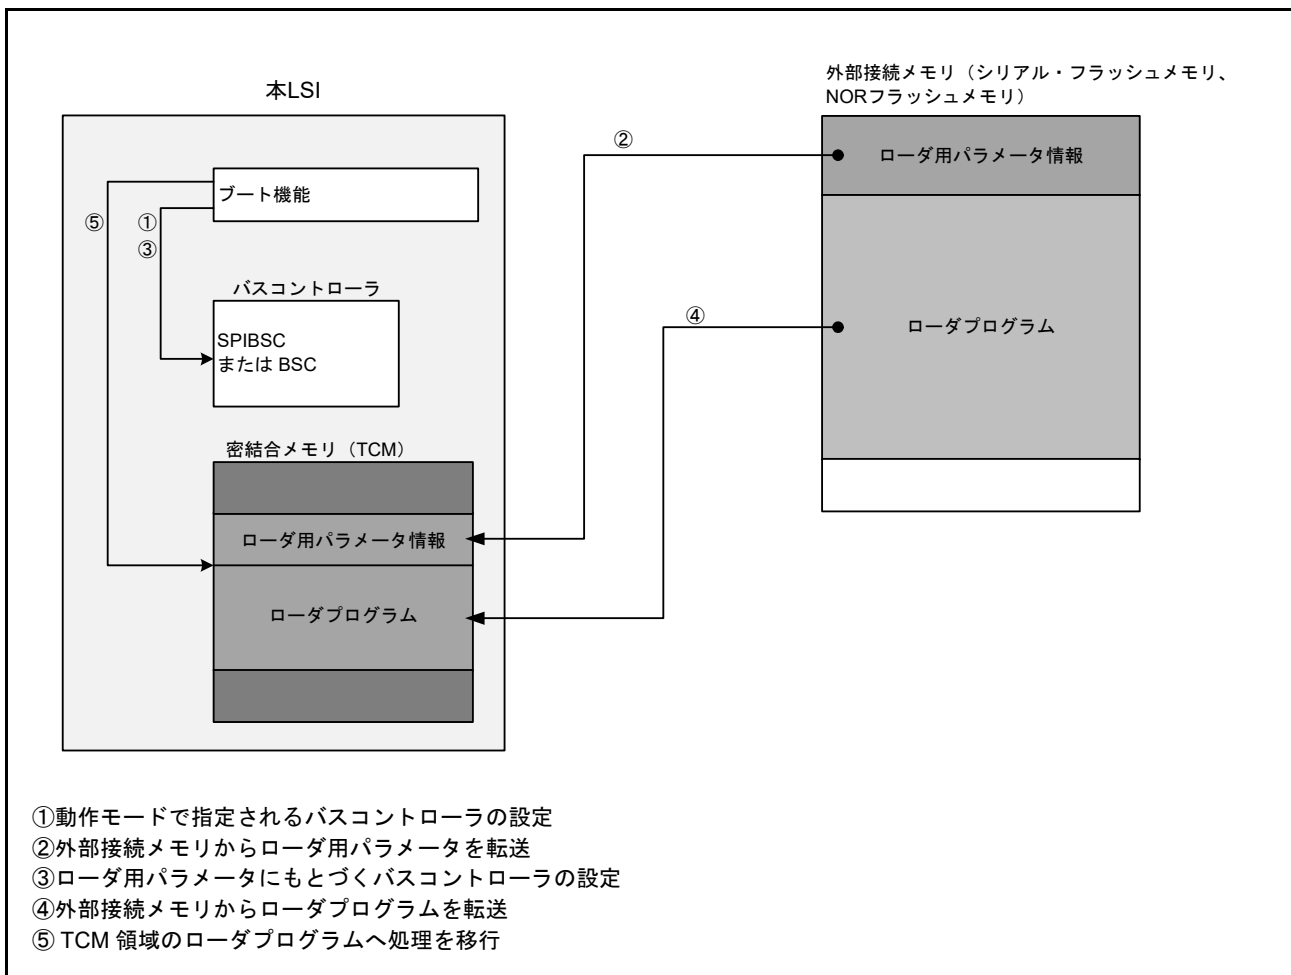 本LSI
外部接続メモリ（シリアル・フラッシュメモリ、
NORフラッシュメモリ）
ブート機能
⑤
①
③
バスコントローラ
SPIBSC
または BSC
密結合メモリ（TCM）
ローダ用パラメータ情報
ローダプログラム
②
④
ローダ用パラメータ情報
ローダプログラム
①動作モードで指定されるバスコントローラの設定
②外部接続メモリからローダ用パラメータを転送
③ローダ用パラメータにもとづくバスコントローラの設定
④外部接続メモリからローダプログラムを転送
⑤ TCM 領域のローダプログラムへ処理を移行